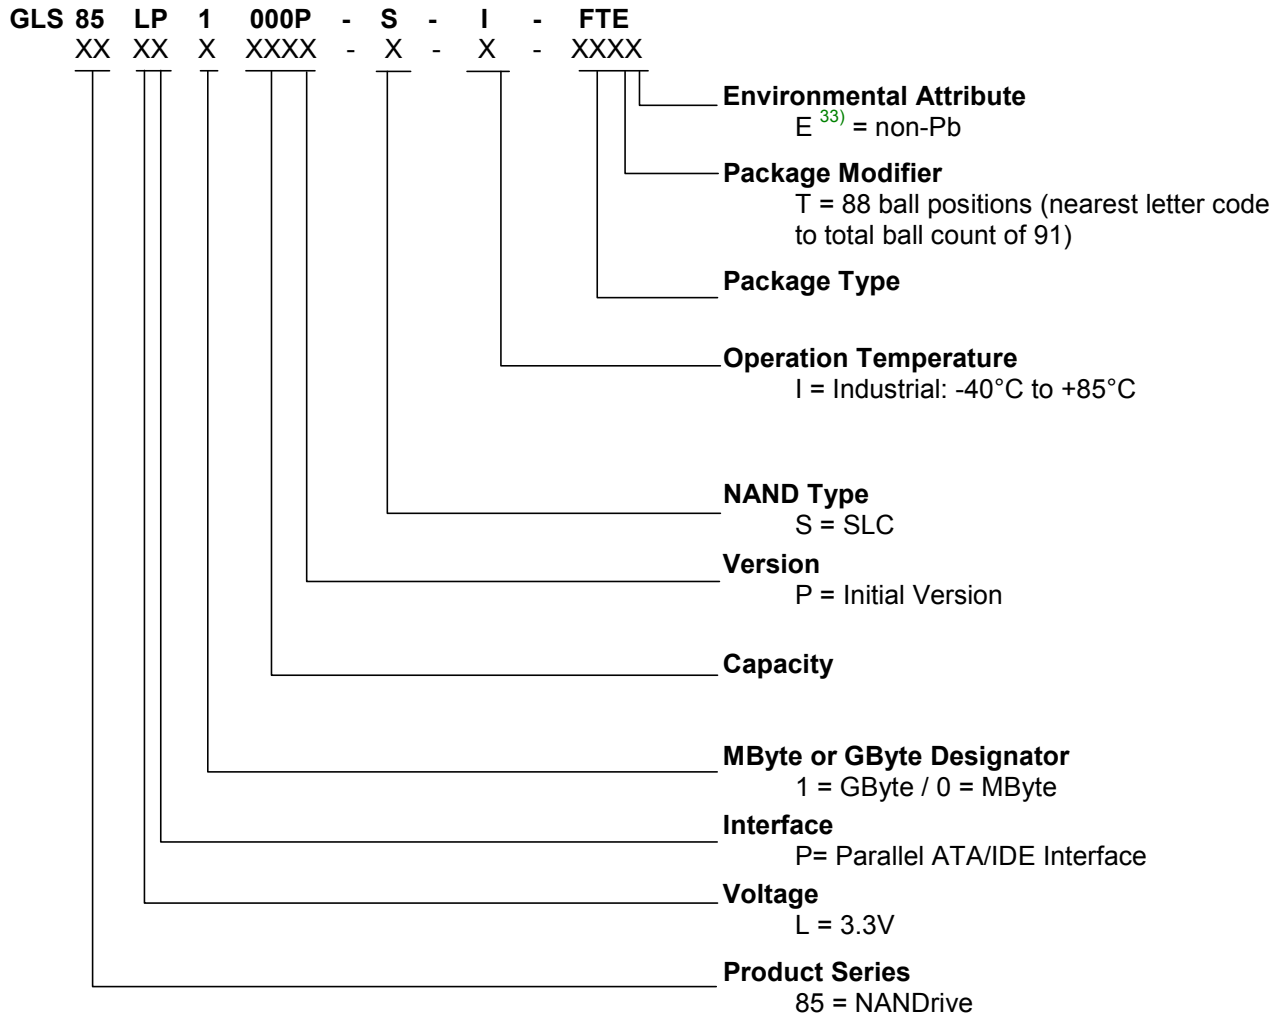 GLS 85 LP 1 000P - S - I - FTE
XX XX X XXXX - X - X - XXXX
Environmental Attribute
E 33) = non-Pb
Package Modifier
T = 88 ball positions (nearest letter code
to total ball count of 91)
Package Type
Operation Temperature
I = Industrial: -40°C to +85°C
NAND Type
S = SLC
Version
P = Initial Version
Capacity
MByte or GByte Designator
1 = GByte / 0 = MByte
Interface
P= Parallel ATA/IDE Interface
Voltage
L = 3.3V
Product Series
85 = NANDrive